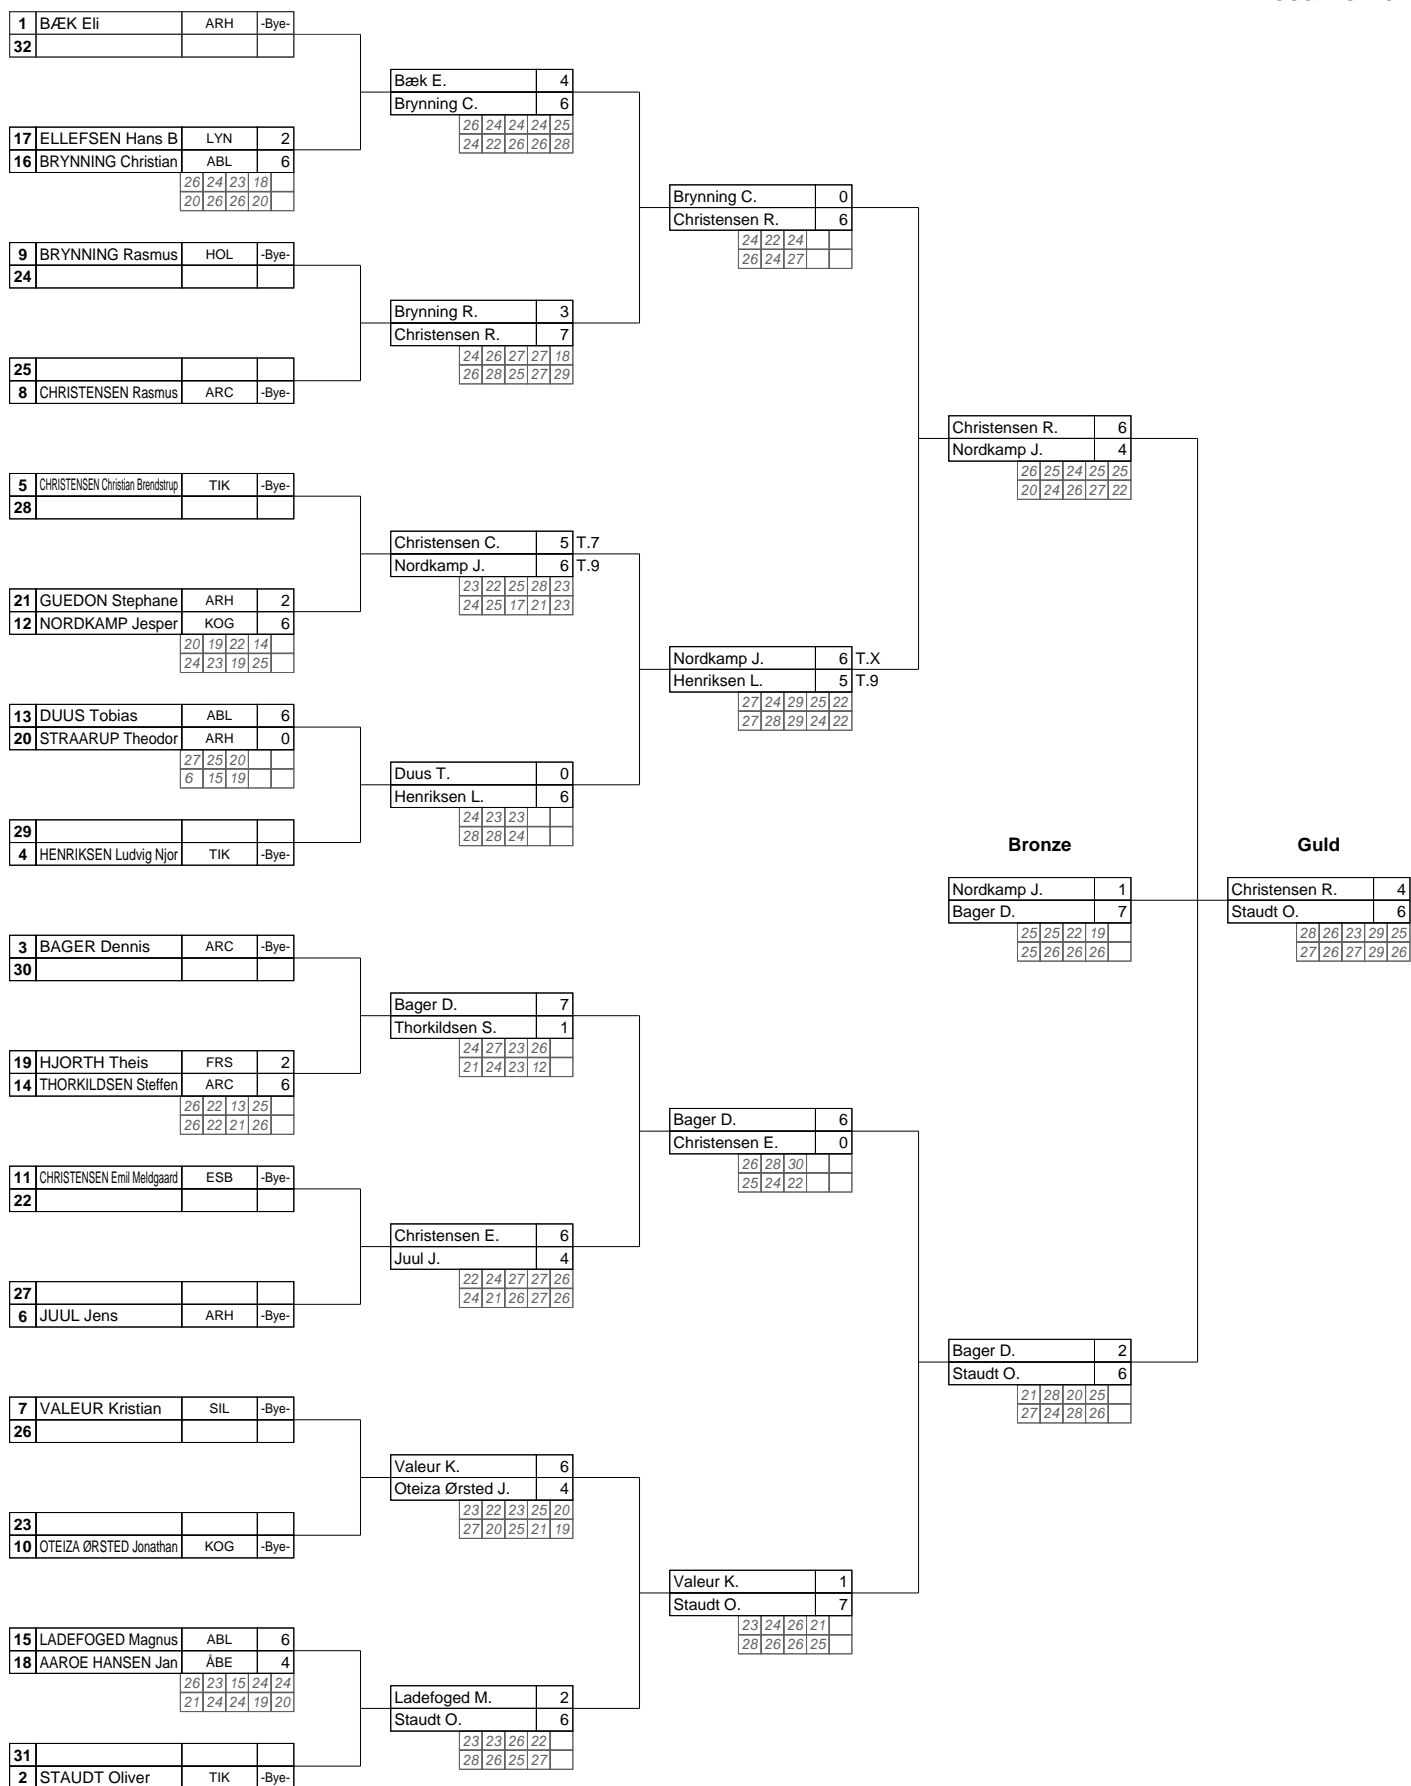 1 BÆK Eli ARH -Bye-
32
Bæk E. 4
Brynning C. 6
26 24 24 24 25
24 22 26 26 28
17 ELLEFSEN Hans B LYN 2
16 BRYNNING Christian ABL 6
26 24 23 18
20 26 26 20
Brynning C. 0
Christensen R. 6
24 22 24
26 24 27
9 BRYNNING Rasmus HOL -Bye-
24
Brynning R. 3
Christensen R. 7
24 26 27 27 18
26 28 25 27 29
25
8 CHRISTENSEN Rasmus ARC -Bye-
Christensen R. 6
Nordkamp J. 4
26 25 24 25 25
20 24 26 27 22
5 CHRISTENSEN Christian Brendstrup TIK -Bye-
28
Christensen C. 5 T.7
Nordkamp J. 6 T.9
23 22 25 28 23
24 25 17 21 23
21 GUEDON Stephane ARH 2
12 NORDKAMP Jesper KOG 6
20 19 22 14
24 23 19 25
Nordkamp J. 6 T.X
Henriksen L. 5 T.9
27 24 29 25 22
27 28 29 24 22
13 DUUS Tobias ABL 6
20 STRAARUP Theodor ARH 0
27 25 20
6 15 19
Duus T. 0
Henriksen L. 6
24 23 23
28 28 24
29
4 HENRIKSEN Ludvig Njor TIK -Bye-
Bronze Guld
Nordkamp J. 1
Bager D. 7
25 25 22 19
25 26 26 26
Christensen R. 4
Staudt O. 6
28 26 23 29 25
27 26 27 29 26
3 BAGER Dennis ARC -Bye-
30
Bager D. 7
Thorkildsen S. 1
24 27 23 26
21 24 23 12
19 HJORTH Theis FRS 2
14 THORKILDSEN Steffen ARC 6
26 22 13 25
26 22 21 26
Bager D. 6
Christensen E. 0
26 28 30
25 24 22
11 CHRISTENSEN Emil Meldgaard ESB -Bye-
22
Christensen E. 6
Juul J. 4
22 24 27 27 26
24 21 26 27 26
27
6 JUUL Jens ARH -Bye-
Bager D. 2
Staudt O. 6
21 28 20 25
27 24 28 26
7 VALEUR Kristian SIL -Bye-
26
Valeur K. 6
Oteiza Ørsted J. 4
23 22 23 25 20
27 20 25 21 19
23
10 OTEIZA ØRSTED Jonathan KOG -Bye-
Valeur K. 1
Staudt O. 7
23 24 26 21
28 26 26 25
15 LADEFOGED Magnus ABL 6
18 AAROE HANSEN Jan ÅBE 4
26 23 15 24 24
21 24 24 19 20
Ladefoged M. 2
Staudt O. 6
23 23 26 22
28 26 25 27
31
2 STAUDT Oliver TIK -Bye-